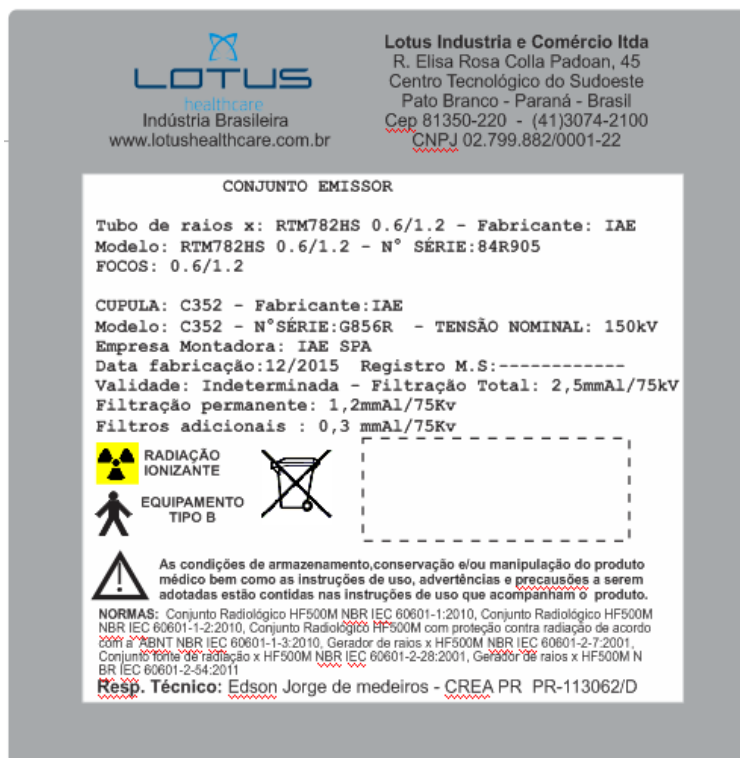 LOTUS
healthcare
Indústria Brasileira
www.lotushealthcare.com.br
Lotus Industria e Comércio ltda
R. Elisa Rosa Colla Padoan, 45
Centro Tecnológico do Sudoeste
Pato Branco - Paraná - Brasil
Cep 81350-220 - (41)3074-2100
CNPJ 02.799.882/0001-22
CONJUNTO EMISSOR
Tubo de raios x: RTM782HS 0.6/1.2 - Fabricante: IAE
Modelo: RTM782HS 0.6/1.2 - N° SÉRIE:84R905
FOCOS: 0.6/1.2
CUPULA: C352 - Fabricante:IAE
Modelo: C352 - N°SÉRIE:G856R - TENSÃO NOMINAL: 150kV
Empresa Montadora: IAE SPA
Data fabricação:12/2015 Registro M.S:------------
Validade: Indeterminada - Filtração Total: 2,5mmAl/75kV
Filtração permanente: 1,2mmAl/75Kv
Filtros adicionais : 0,3 mmAl/75Kv
RADIAÇÃO
IONIZANTE
EQUIPAMENTO
TIPO B
As condições de armazenamento,conservação e/ou manipulação do produto
médico bem como as instruções de uso, advertências e precausões a serem
adotadas estão contidas nas instruções de uso que acompanham o produto.
NORMAS: Conjunto Radiológico HF500M NBR IEC 60601-1:2010, Conjunto Radiológico HF500M
NBR IEC 60601-1-2:2010, Conjunto Radiológico HF500M com proteção contra radiação de acordo
com a ABNT NBR IEC 60601-1-3:2010, Gerador de raios x HF500M NBR IEC 60601-2-7:2001,
Conjunto fonte de radiação x HF500M NBR IEC 60601-2-28:2001, Gerador de raios x HF500M N
BR IEC 60601-2-54:2011
Resp. Técnico: Edson Jorge de medeiros - CREA PR PR-113062/D